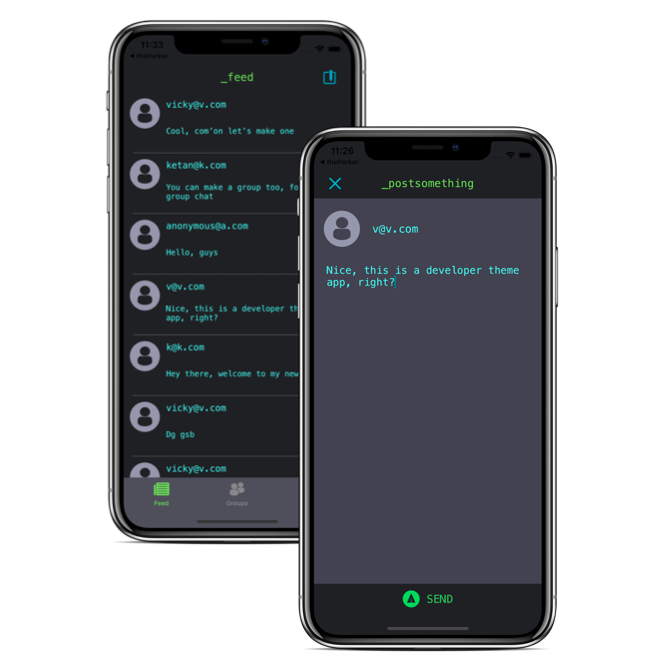 11:33
◀ theParker
_feed
vicky@v.com
Cool, com'on let's make one
ketan@k.com
You can make a group too, fo
group chat
anonymous@a.com
Hello, guys
v@v.com
Nice, this is a developer th
app, right?
k@k.com
Hey there, welcome to my new
vicky@v.com
Dg gsb
vicky@v.com
Feed
Groups
11:26
◀ theParker
_postsomething
v@v.com
Nice, this is a developer theme
app, right?
SEND